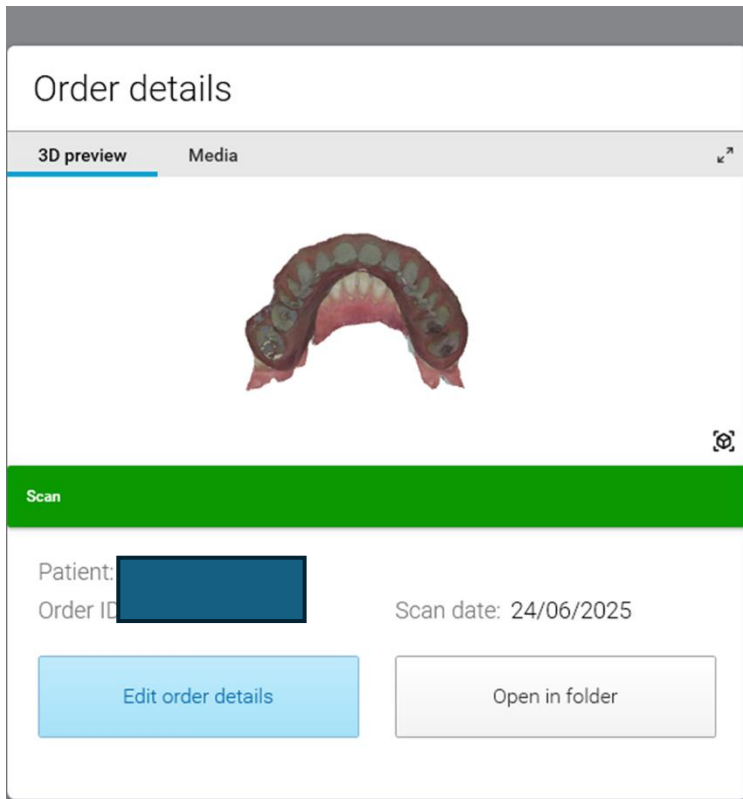 Order details
3D preview Media
Scan
Patient:
Order ID
Scan date: 24/06/2025
Edit order details Open in folder